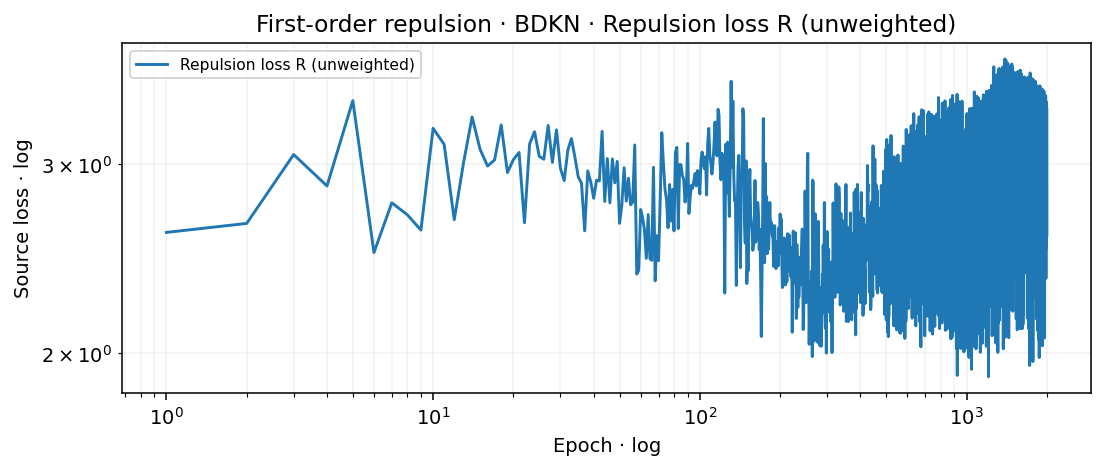 First-order repulsion · BDKN · Repulsion loss R (unweighted)
Repulsion loss R (unweighted)
Source loss · log
3 × 10⁰
2 × 10⁰
10⁰ 10¹ 10² 10³
Epoch · log